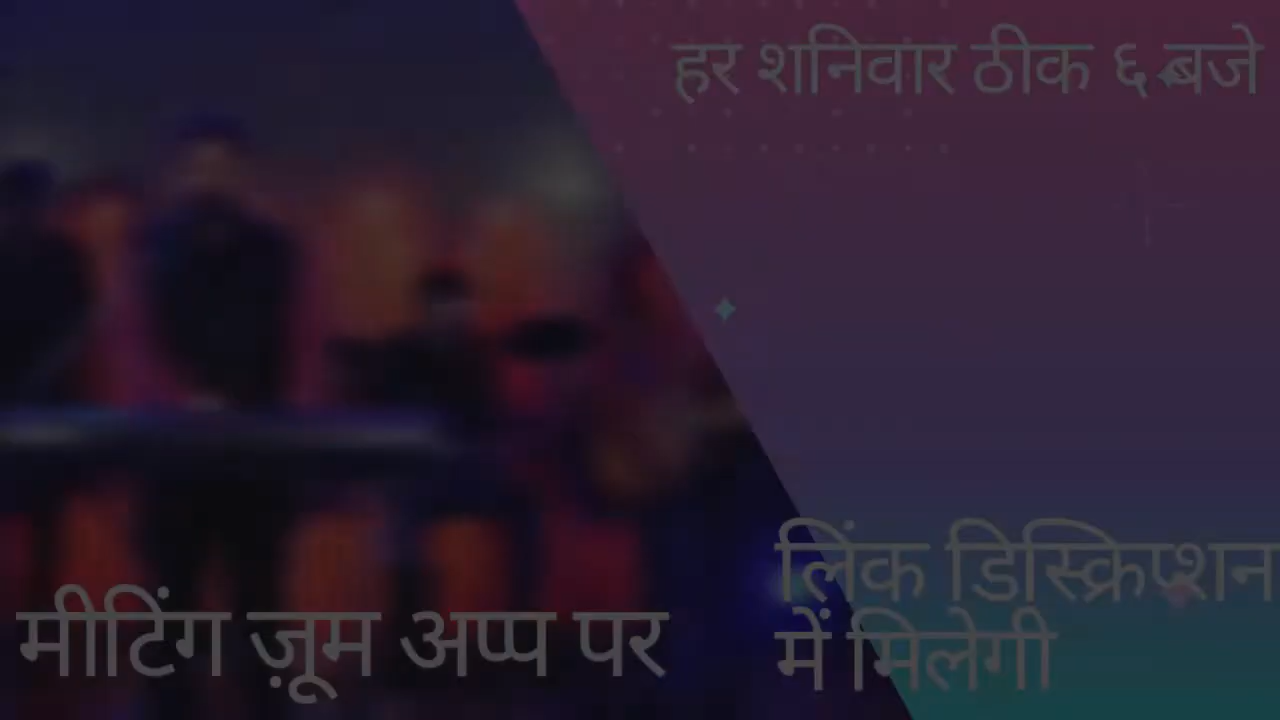 हर शनिवार ठीक ६ बजे
लिंक डिस्क्रिप्शन
में मिलेगी
मीटिंग ज़ूम अप्प पर